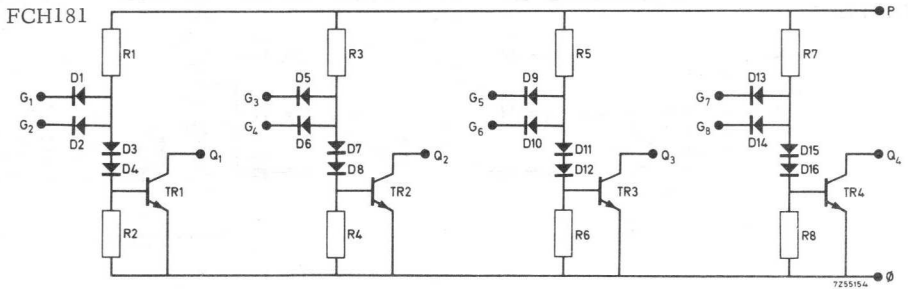 FCH181
P
R1 R3 R5 R7
D1 D5 D9 D13
G1 G3 G5 G7
G2 G4 G6 G8
D2 D6 D10 D14
D3 Q1 D7 Q2 D11 Q3 D15 Q4
D4 D8 D12 D16
TR1 TR2 TR3 TR4
R2 R4 R6 R8
Ø
7Z55154